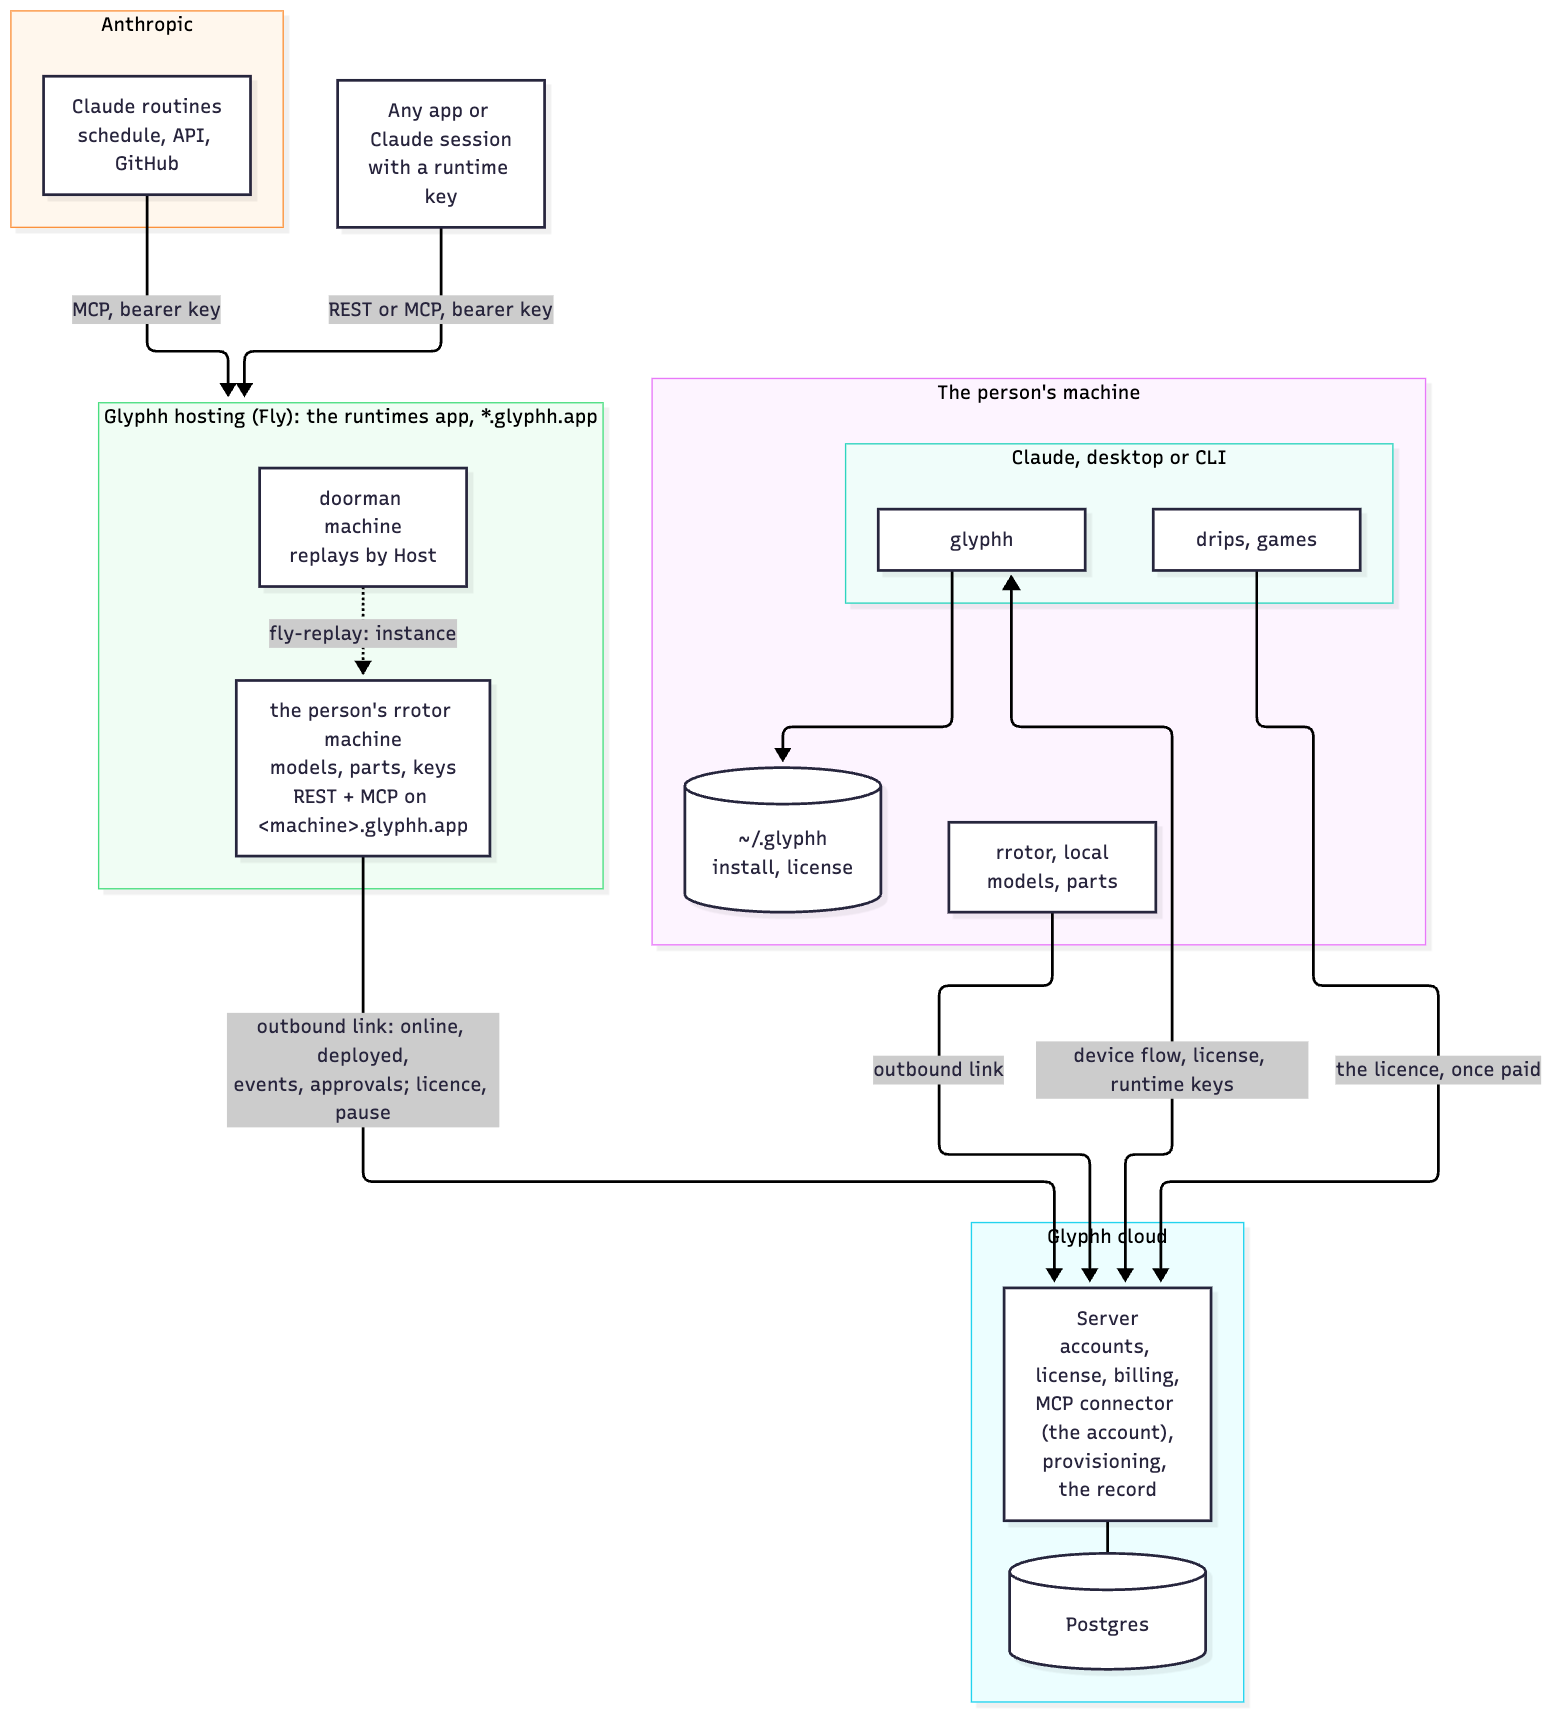 Anthropic
Claude routines
schedule, API,
GitHub
Any app or
Claude session
with a runtime
key
MCP, bearer key
REST or MCP, bearer key
Glyphh hosting (Fly): the runtimes app, *.glyphh.app
doorman
machine
replays by Host
fly-replay: instance
the person's rrotor
machine
models, parts, keys
REST + MCP on
<machine>.glyphh.app
The person's machine
Claude, desktop or CLI
glyphh
drips, games
~/.glyphh
install, license
rrotor, local
models, parts
outbound link: online,
deployed,
events, approvals; licence,
pause
outbound link
device flow, license,
runtime keys
the licence, once paid
Glyphh cloud
Server
accounts,
license, billing,
MCP connector
(the account),
provisioning,
the record
Postgres